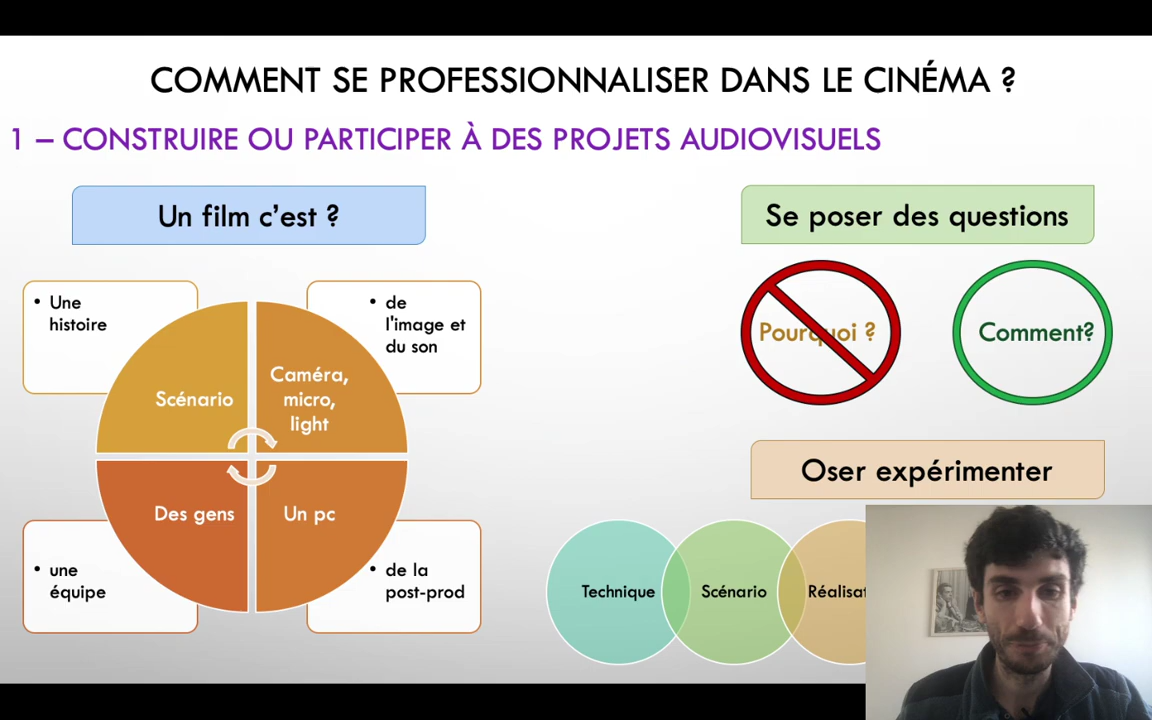 COMMENT SE PROFESSIONNALISER DANS LE CINÉMA ?
1 – CONSTRUIRE OU PARTICIPER À DES PROJETS AUDIOVISUELS
Un film c’est ?
• Une
histoire
• de
l'image et
du son
Scénario
Caméra,
micro,
light
Des gens
Un pc
• une
équipe
• de la
post-prod
Se poser des questions
Pourquoi ?
Comment?
Oser expérimenter
Technique
Scénario
Réalisat